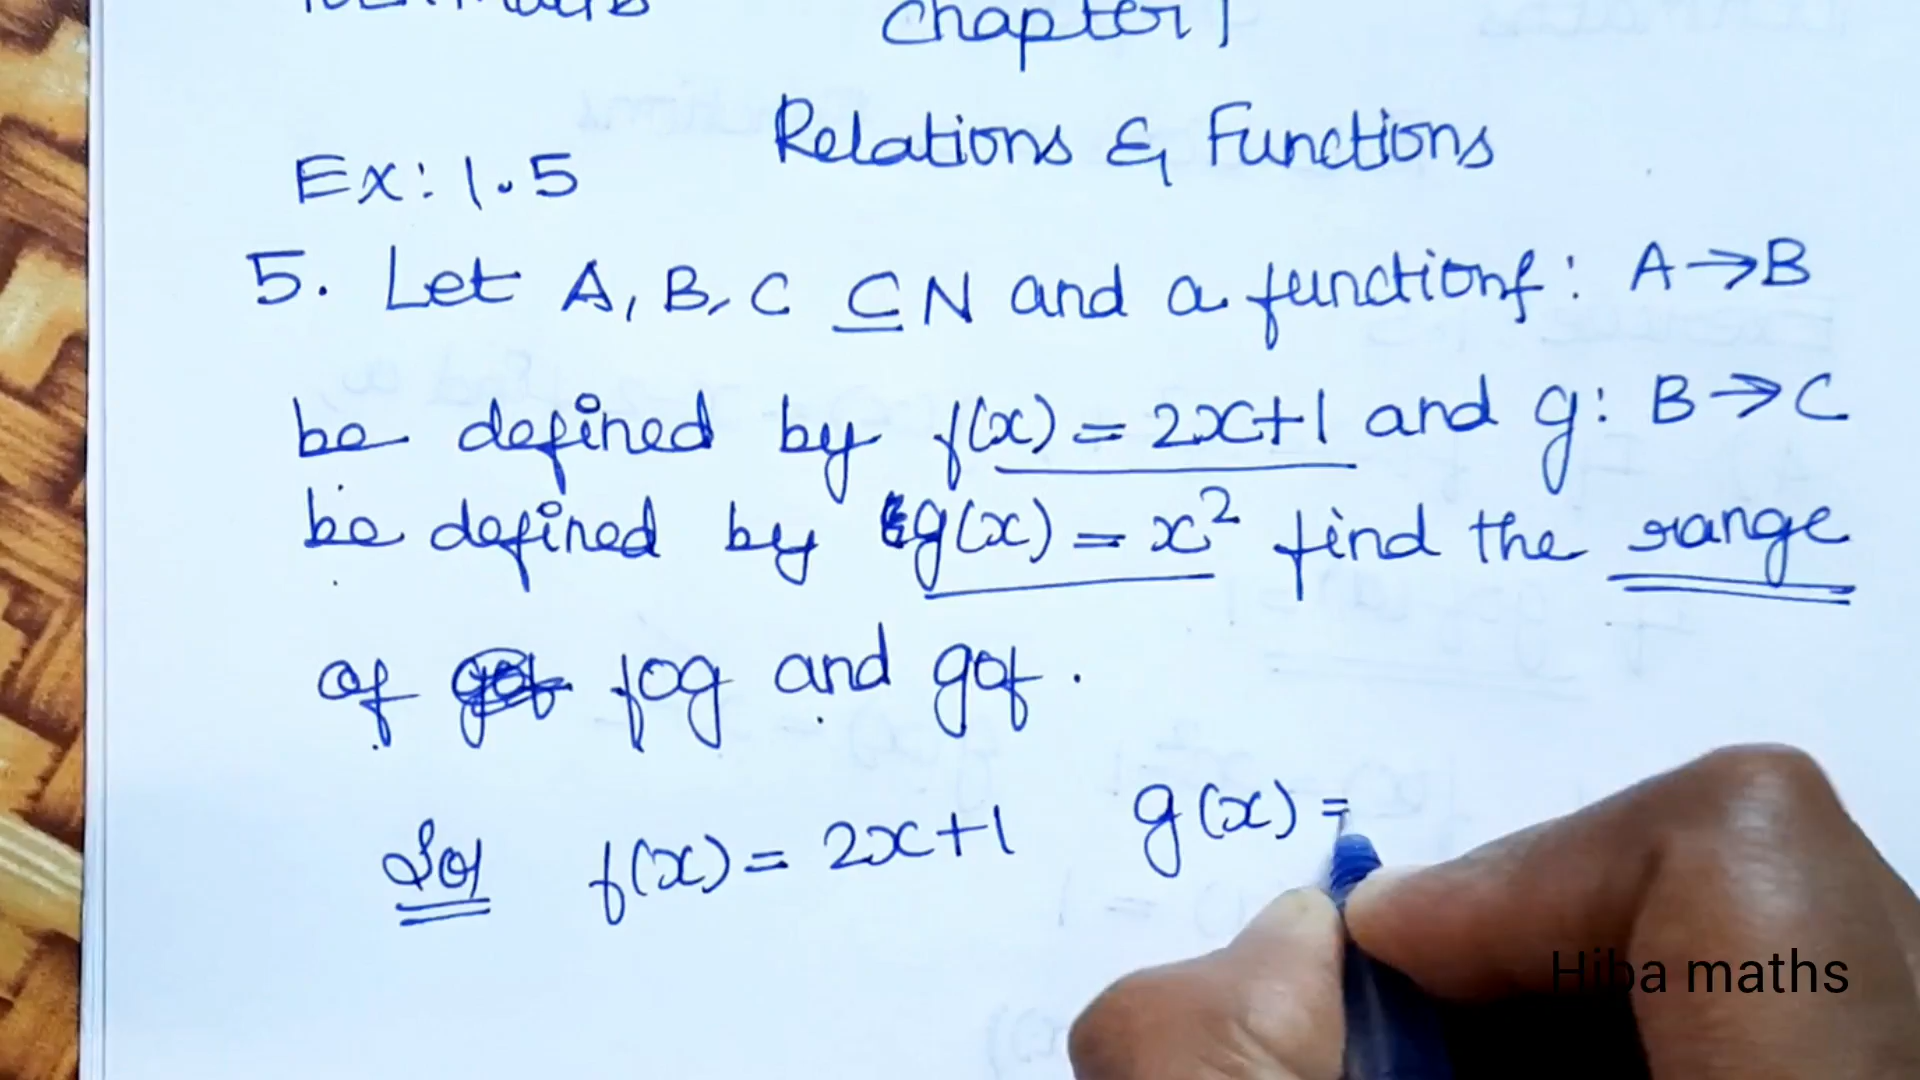 Chapter 1
Relations & Functions
Ex: 1.5
5. Let A, B, C ⊆ N and a function f: A → B
be defined by f(x) = 2x+1 and g: B → C
be defined by g(x) = x² find the range
of fog and gof.
Sol f(x) = 2x+1 g(x) =
Hiba maths